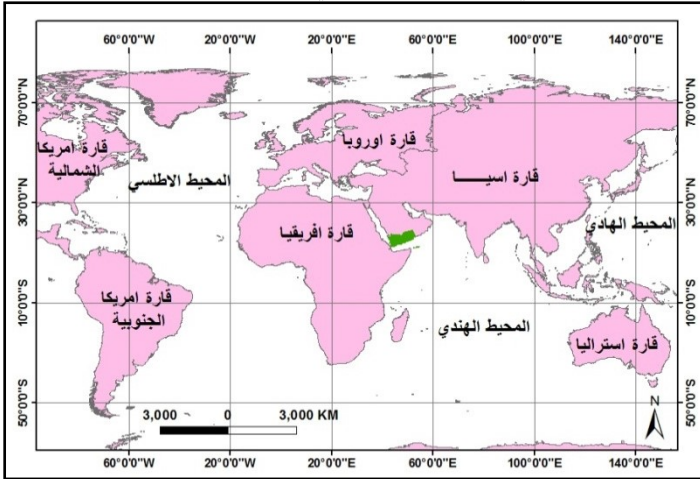 60°0'0"W 20°0'0"W 20°0'0"E 60°0'0"E 100°0'0"E 140°0'0"E
70°0'0"N 70°0'0"N
قارة اوروبا
قارة امريكا
الشمالية
المحيط الاطلسي
قارة اسيـــــــا
30°0'0"N 30°0'0"N
المحيط الهادي
قارة افريقيا
قارة امريكا
الجنوبية
10°0'0"S 10°0'0"S
المحيط الهندي
قارة استراليا
50°0'0"S 50°0'0"S
3,000 0 3,000 KM
N
60°0'0"W 20°0'0"W 20°0'0"E 60°0'0"E 100°0'0"E 140°0'0"E